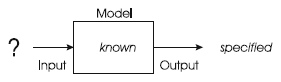 Model
? known specified
Input Output